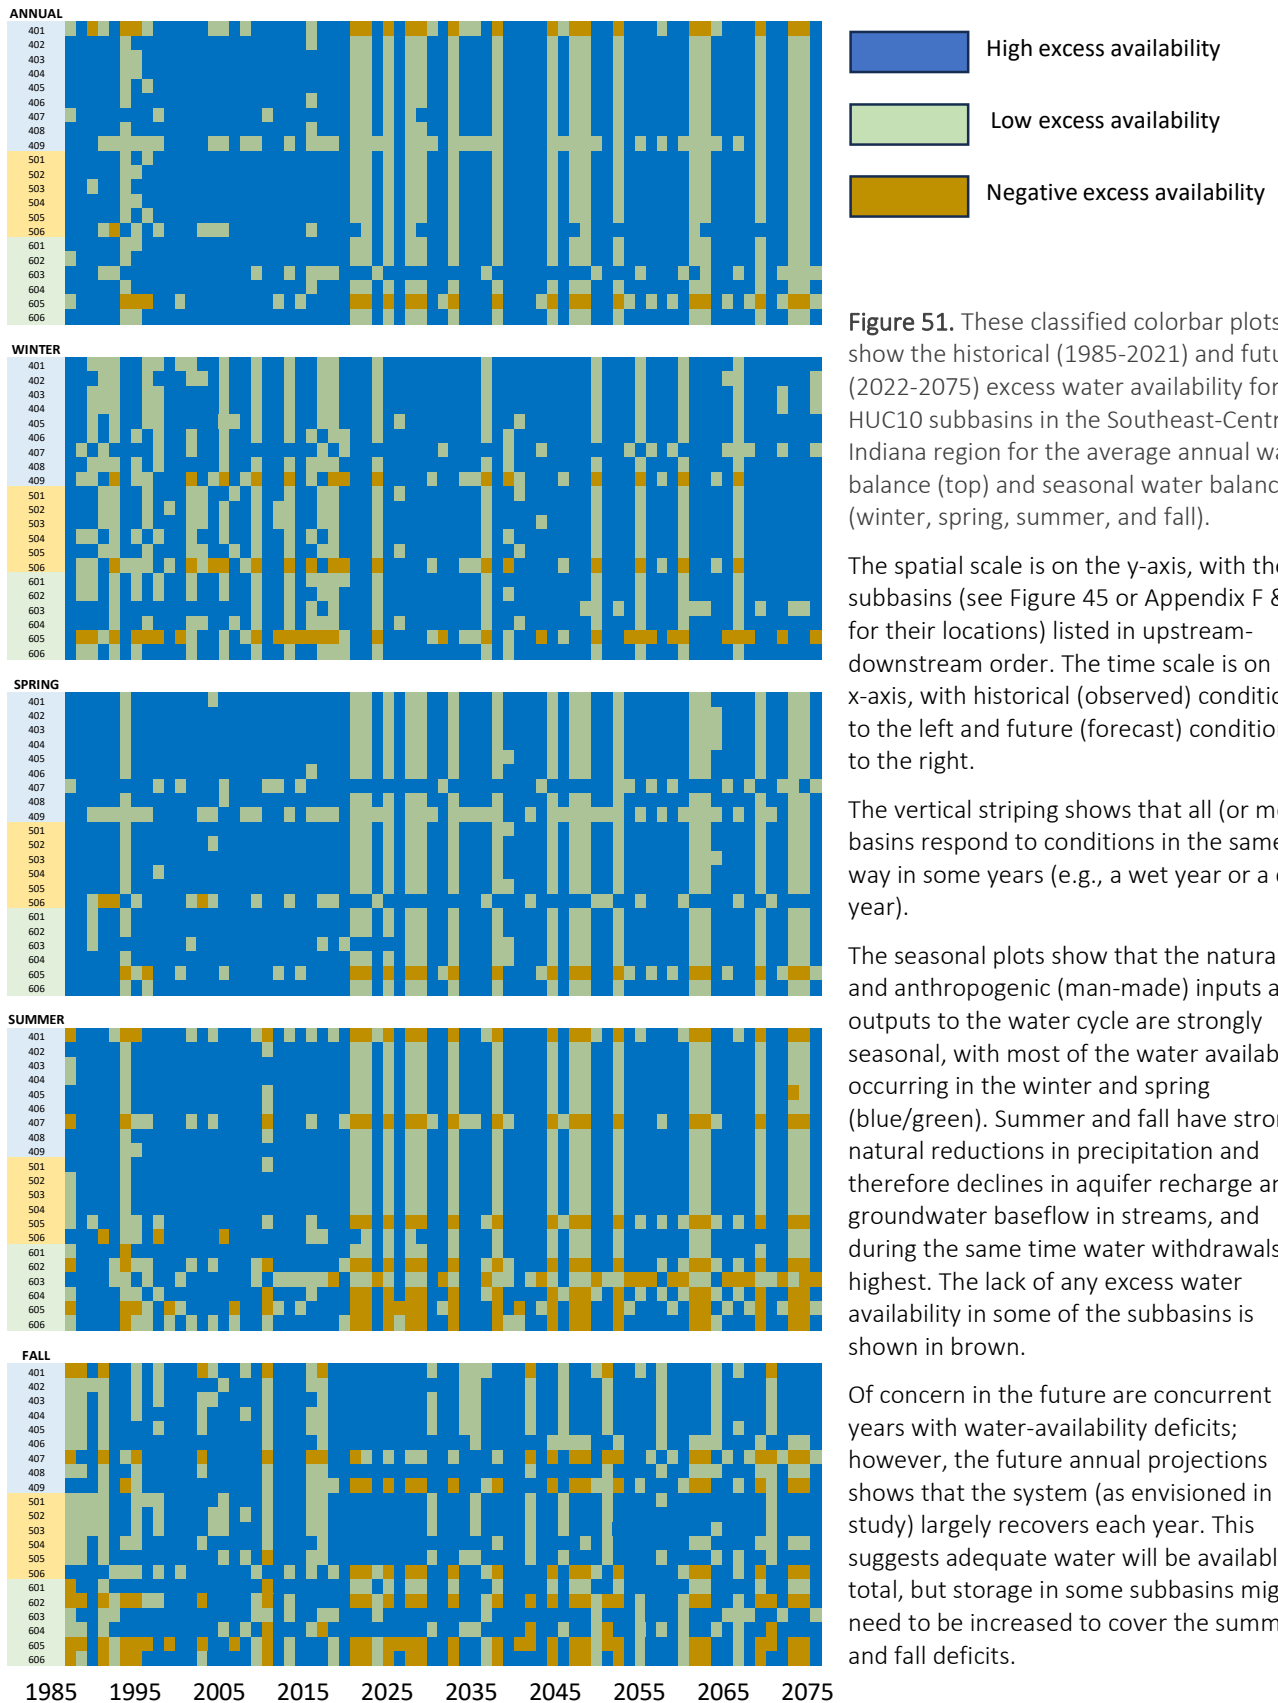 ANNUAL
401
402
403
404
405
406
407
408
409
501
502
503
504
505
506
601
602
603
604
605
606
WINTER
401
402
403
404
405
406
407
408
409
501
502
503
504
505
506
601
602
603
604
605
606
SPRING
401
402
403
404
405
406
407
408
409
501
502
503
504
505
506
601
602
603
604
605
606
SUMMER
401
402
403
404
405
406
407
408
409
501
502
503
504
505
506
601
602
603
604
605
606
FALL
401
402
403
404
405
406
407
408
409
501
502
503
504
505
506
601
602
603
604
605
606
1985 1995 2005 2015 2025 2035 2045 2055 2065 2075
High excess availability
Low excess availability
Negative excess availability
Figure 51. These classified colorbar plots
show the historical (1985-2021) and futu
(2022-2075) excess water availability for
HUC10 subbasins in the Southeast-Centr
Indiana region for the average annual wa
balance (top) and seasonal water balanc
(winter, spring, summer, and fall).
The spatial scale is on the y-axis, with the
subbasins (see Figure 45 or Appendix F &
for their locations) listed in upstream-
downstream order. The time scale is on
x-axis, with historical (observed) conditio
to the left and future (forecast) condition
to the right.
The vertical striping shows that all (or mo
basins respond to conditions in the same
way in some years (e.g., a wet year or a d
year).
The seasonal plots show that the natura
and anthropogenic (man-made) inputs a
outputs to the water cycle are strongly
seasonal, with most of the water availab
occurring in the winter and spring
(blue/green). Summer and fall have stron
natural reductions in precipitation and
therefore declines in aquifer recharge an
groundwater baseflow in streams, and
during the same time water withdrawals
highest. The lack of any excess water
availability in some of the subbasins is
shown in brown.
Of concern in the future are concurrent
years with water-availability deficits;
however, the future annual projections
shows that the system (as envisioned in
study) largely recovers each year. This
suggests adequate water will be availabl
total, but storage in some subbasins mig
need to be increased to cover the summ
and fall deficits.